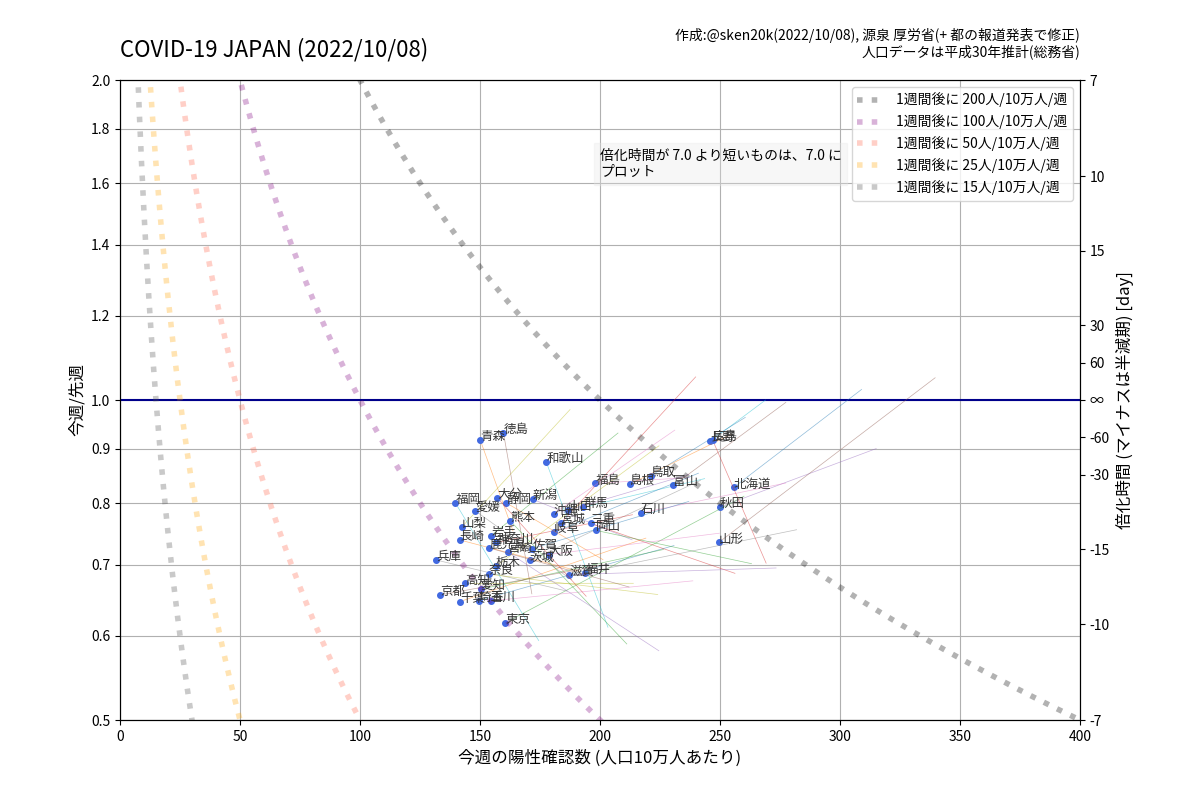 COVID-19 JAPAN (2022/10/08)
作成:@sken20k(2022/10/08), 源泉 厚労省(+ 都の報道発表で修正)
人口データは平成30年推計(総務省)
1週間後に 200人/10万人/週
1週間後に 100人/10万人/週
1週間後に 50人/10万人/週
1週間後に 25人/10万人/週
1週間後に 15人/10万人/週
倍化時間が 7.0 より短いものは、7.0 に
プロット
今週/先週
2.0
1.8
1.6
1.4
1.2
1.0
0.9
0.8
0.7
0.6
0.5
7
10
15
30
60
∞
-60
-30
-15
-10
-7
倍化時間 (マイナスは半減期) [day]
徳島
青森
和歌山
福島
島根
鳥取
富山
北海道
秋田
山形
石川
群馬
新潟
大分
静岡
福岡
愛媛
熊本
宮城
三重
岡山
岐阜
山梨
長崎
岩手
佐賀
大阪
茨城
兵庫
栃木
奈良
滋賀
福井
高知
愛知
京都
千葉
香川
東京
0
50
100
150
200
250
300
350
400
今週の陽性確認数 (人口10万人あたり)